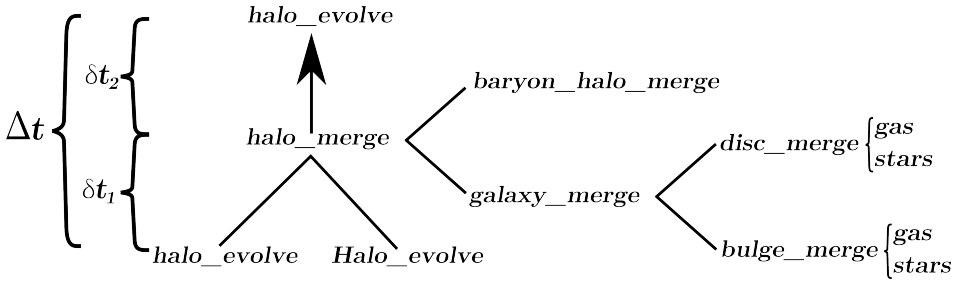 halo_evolve
δt2
baryon_halo_merge
Δt
halo_merge
disc_merge
gas
stars
δt1
galaxy_merge
halo_evolve
Halo_evolve
bulge_merge
gas
stars